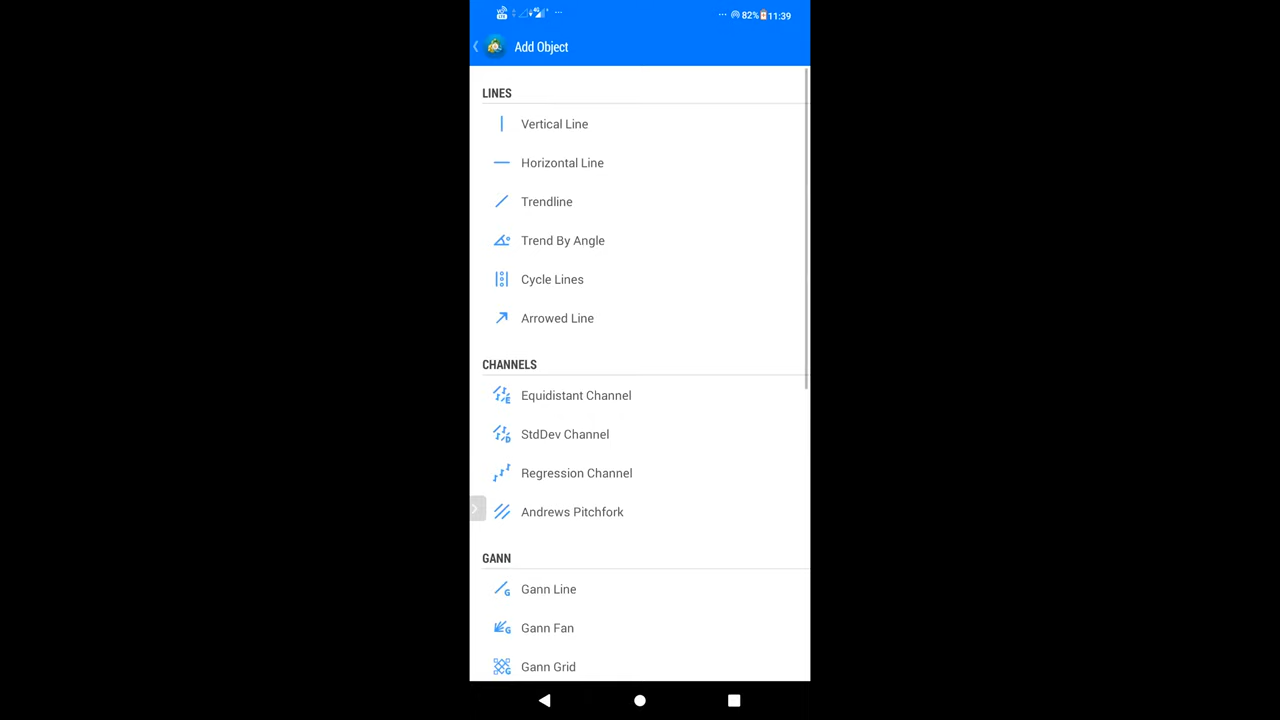 82% 11:39
Add Object
LINES
Vertical Line
Horizontal Line
Trendline
Trend By Angle
Cycle Lines
Arrowed Line
CHANNELS
Equidistant Channel
StdDev Channel
Regression Channel
Andrews Pitchfork
GANN
Gann Line
Gann Fan
Gann Grid